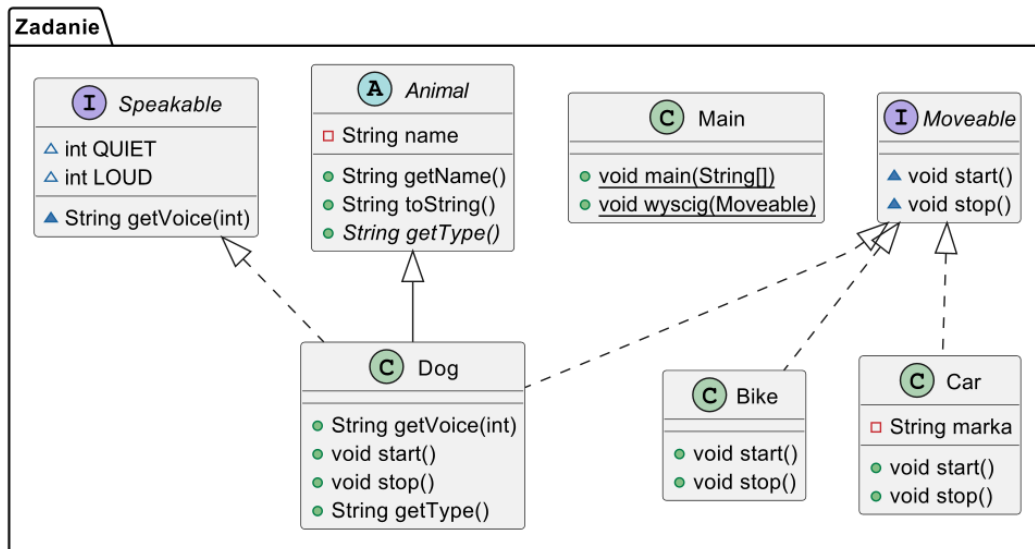 Zadanie
I Speakable
int QUIET
int LOUD
String getVoice(int)
A Animal
String name
String getName()
String toString()
String getType()
C Main
void main(String[])
void wyscig(Moveable)
I Moveable
void start()
void stop()
C Dog
String getVoice(int)
void start()
void stop()
String getType()
C Bike
void start()
void stop()
C Car
String marka
void start()
void stop()